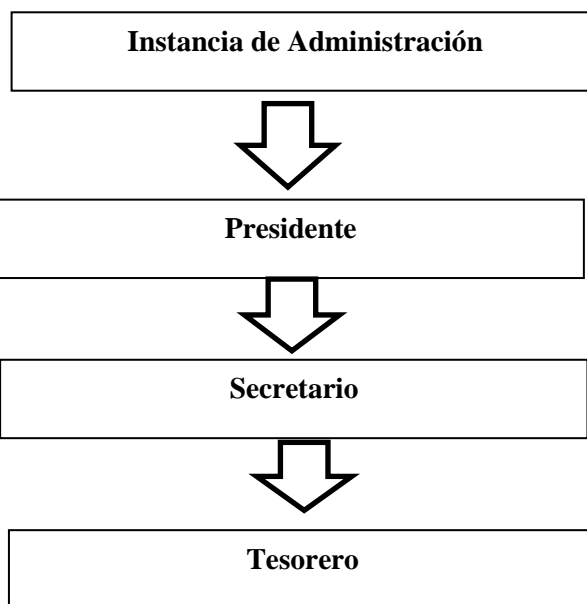 Instancia de Administración
Presidente
Secretario
Tesorero